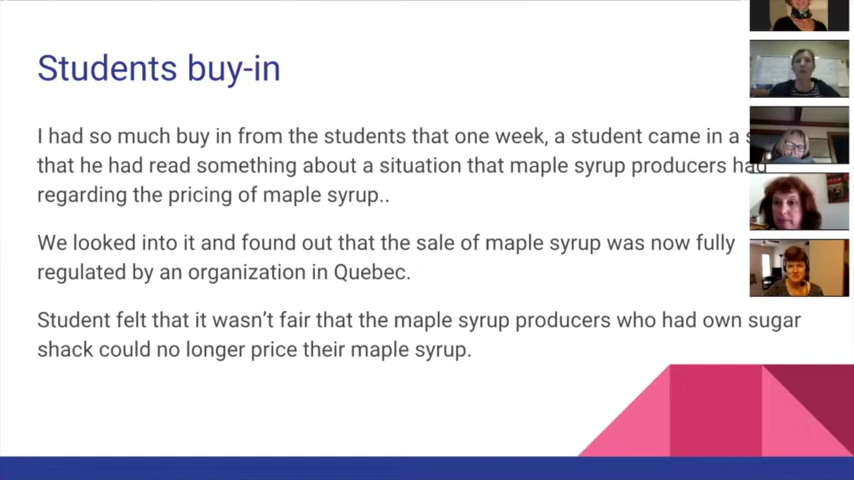 Students buy-in
I had so much buy in from the students that one week, a student came in a
that he had read something about a situation that maple syrup producers had
regarding the pricing of maple syrup..
We looked into it and found out that the sale of maple syrup was now fully
regulated by an organization in Quebec.
Student felt that it wasn't fair that the maple syrup producers who had own sugar
shack could no longer price their maple syrup.